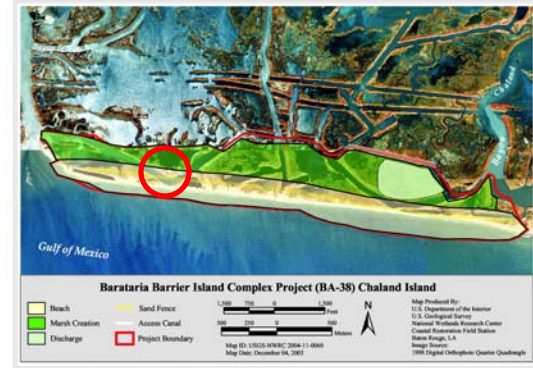 Chaland
Bayou
Gulf of Mexico
Barataria Barrier Island Complex Project (BA-38) Chaland Island
Beach
Marsh Creation
Discharge
Sand Fence
Access Canal
Project Boundary
1,500 750 0 1,500
Feet
500 250 0 500
Meters
Map ID: USGS-NWRC 2004-11-0060
Map Date: December 04, 2003
N
Map Produced By:
U.S. Department of the Interior
U.S. Geological Survey
National Wetlands Research Center
Coastal Restoration Field Station
Baton Rouge, LA
Image Source:
1998 Digital Orthophoto Quarter Quadrangle